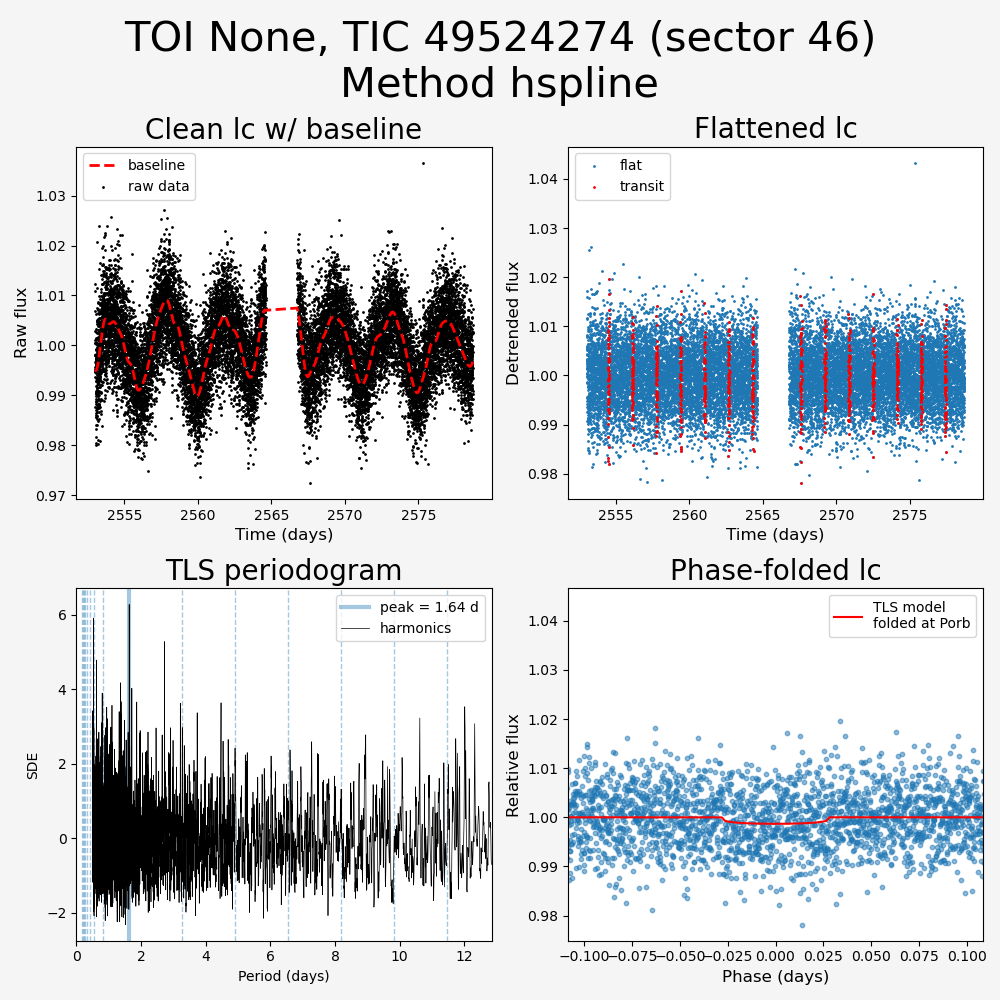 TOI None, TIC 49524274 (sector 46)
Method hspline
Clean lc w/ baseline
baseline
raw data
Raw flux
1.03
1.02
1.01
1.00
0.99
0.98
0.97
2555 2560 2565 2570 2575
Time (days)
Flattened lc
flat
transit
Detrended flux
1.04
1.03
1.02
1.01
1.00
0.99
0.98
2555 2560 2565 2570 2575
Time (days)
TLS periodogram
peak = 1.64 d
harmonics
SDE
6
4
2
0
−2
0 2 4 6 8 10 12
Period (days)
Phase-folded lc
TLS model
folded at Porb
Relative flux
1.04
1.03
1.02
1.01
1.00
0.99
0.98
−0.100 −0.075 −0.050 −0.025 0.000 0.025 0.050 0.075 0.100
Phase (days)